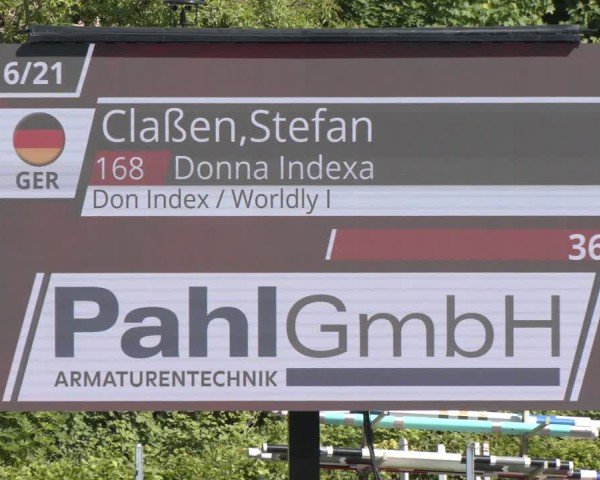 6/21
Claßen,Stefan
GER
168 Donna Indexa
Don Index / Worldly I
36
PahlGmbH
ARMATURENTECHNIK